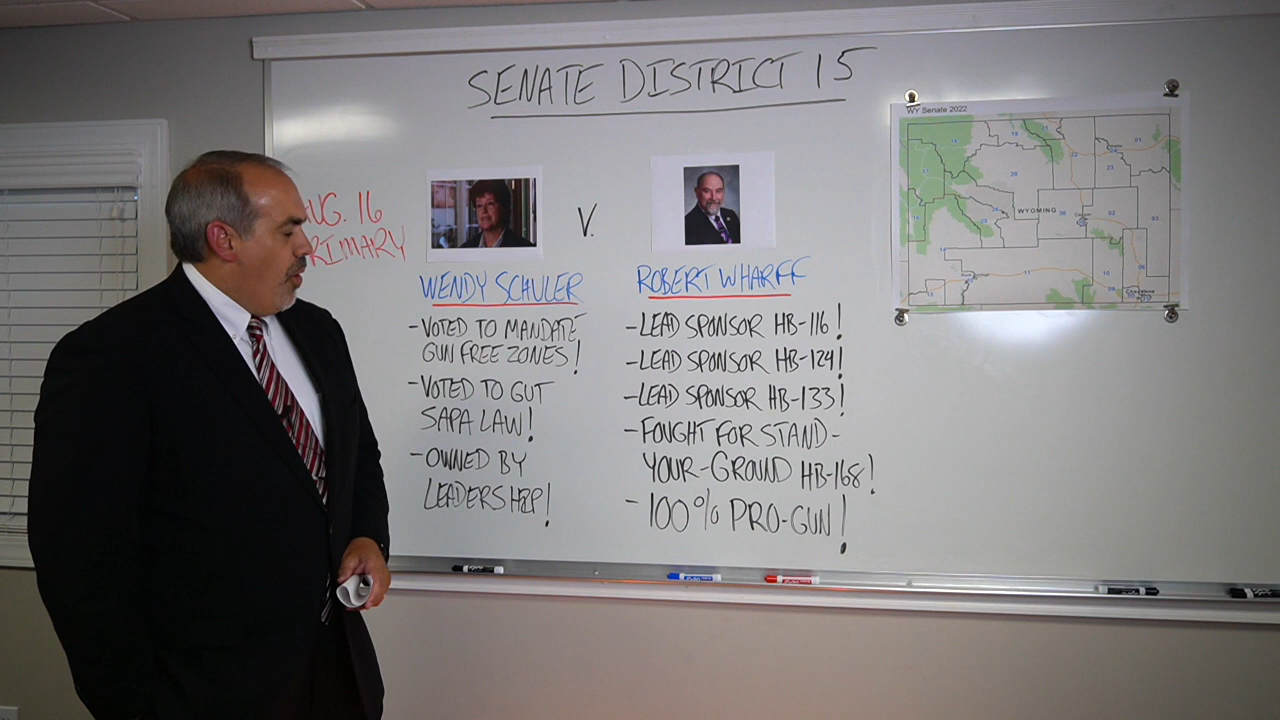 SENATE DISTRICT 15
WY Senate 2022
WYOMING
UG. 16
PRIMARY
V.
WENDY SCHULER
-VOTED TO MANDATE
GUN FREE ZONES!
-VOTED TO GUT
SAPA LAW!
-OWNED BY
LEADERSHIP!
ROBERT WHARFF
-LEAD SPONSOR HB-116!
-LEAD SPONSOR HB-124!
-LEAD SPONSOR HB-133!
-FOUGHT FOR STAND-
YOUR-GROUND HB-168!
-100% PRO-GUN!